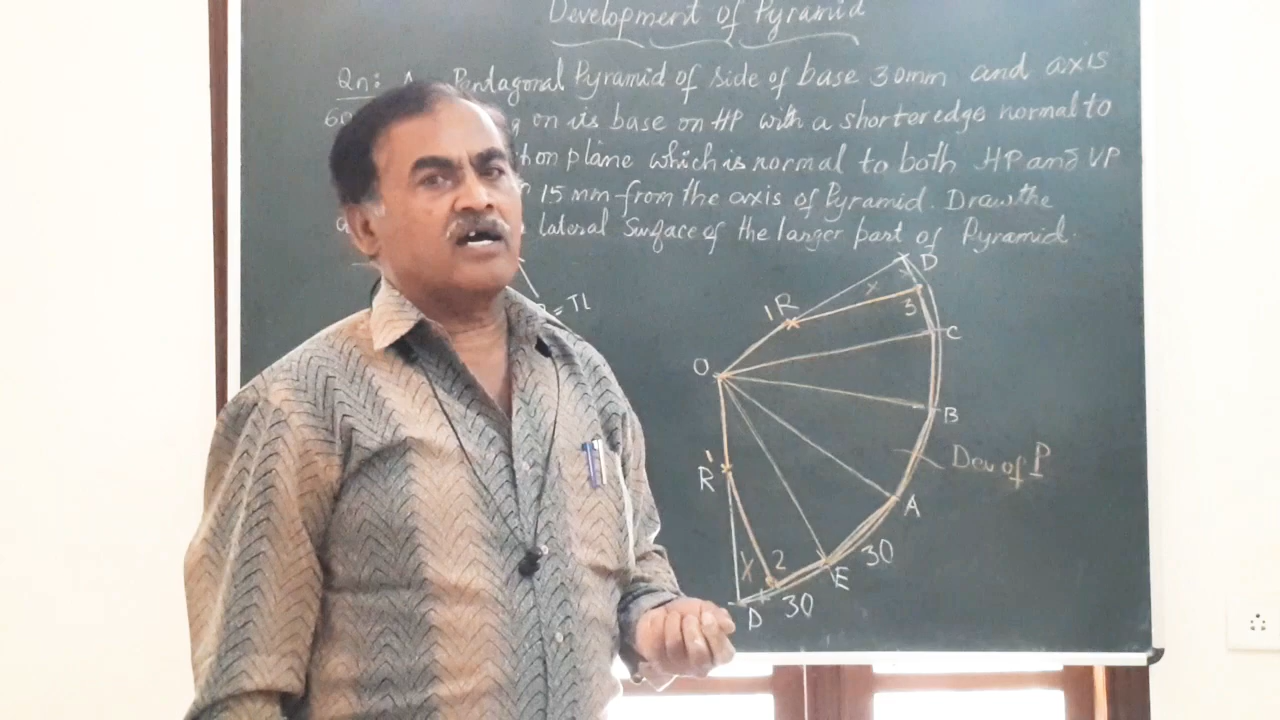 Development of Pyramid
Qn: A Pentagonal Pyramid of side of base 30mm and axis
60 on its base on HP with a shorter edge normal to
plane which is normal to both HP and VP
15 mm from the axis of Pyramid. Draw the
lateral Surface of the larger part of Pyramid.
= TL
D
X
3
1 R
C
O
B
Dev of P
R
1
A
X 2
E
30
D 30